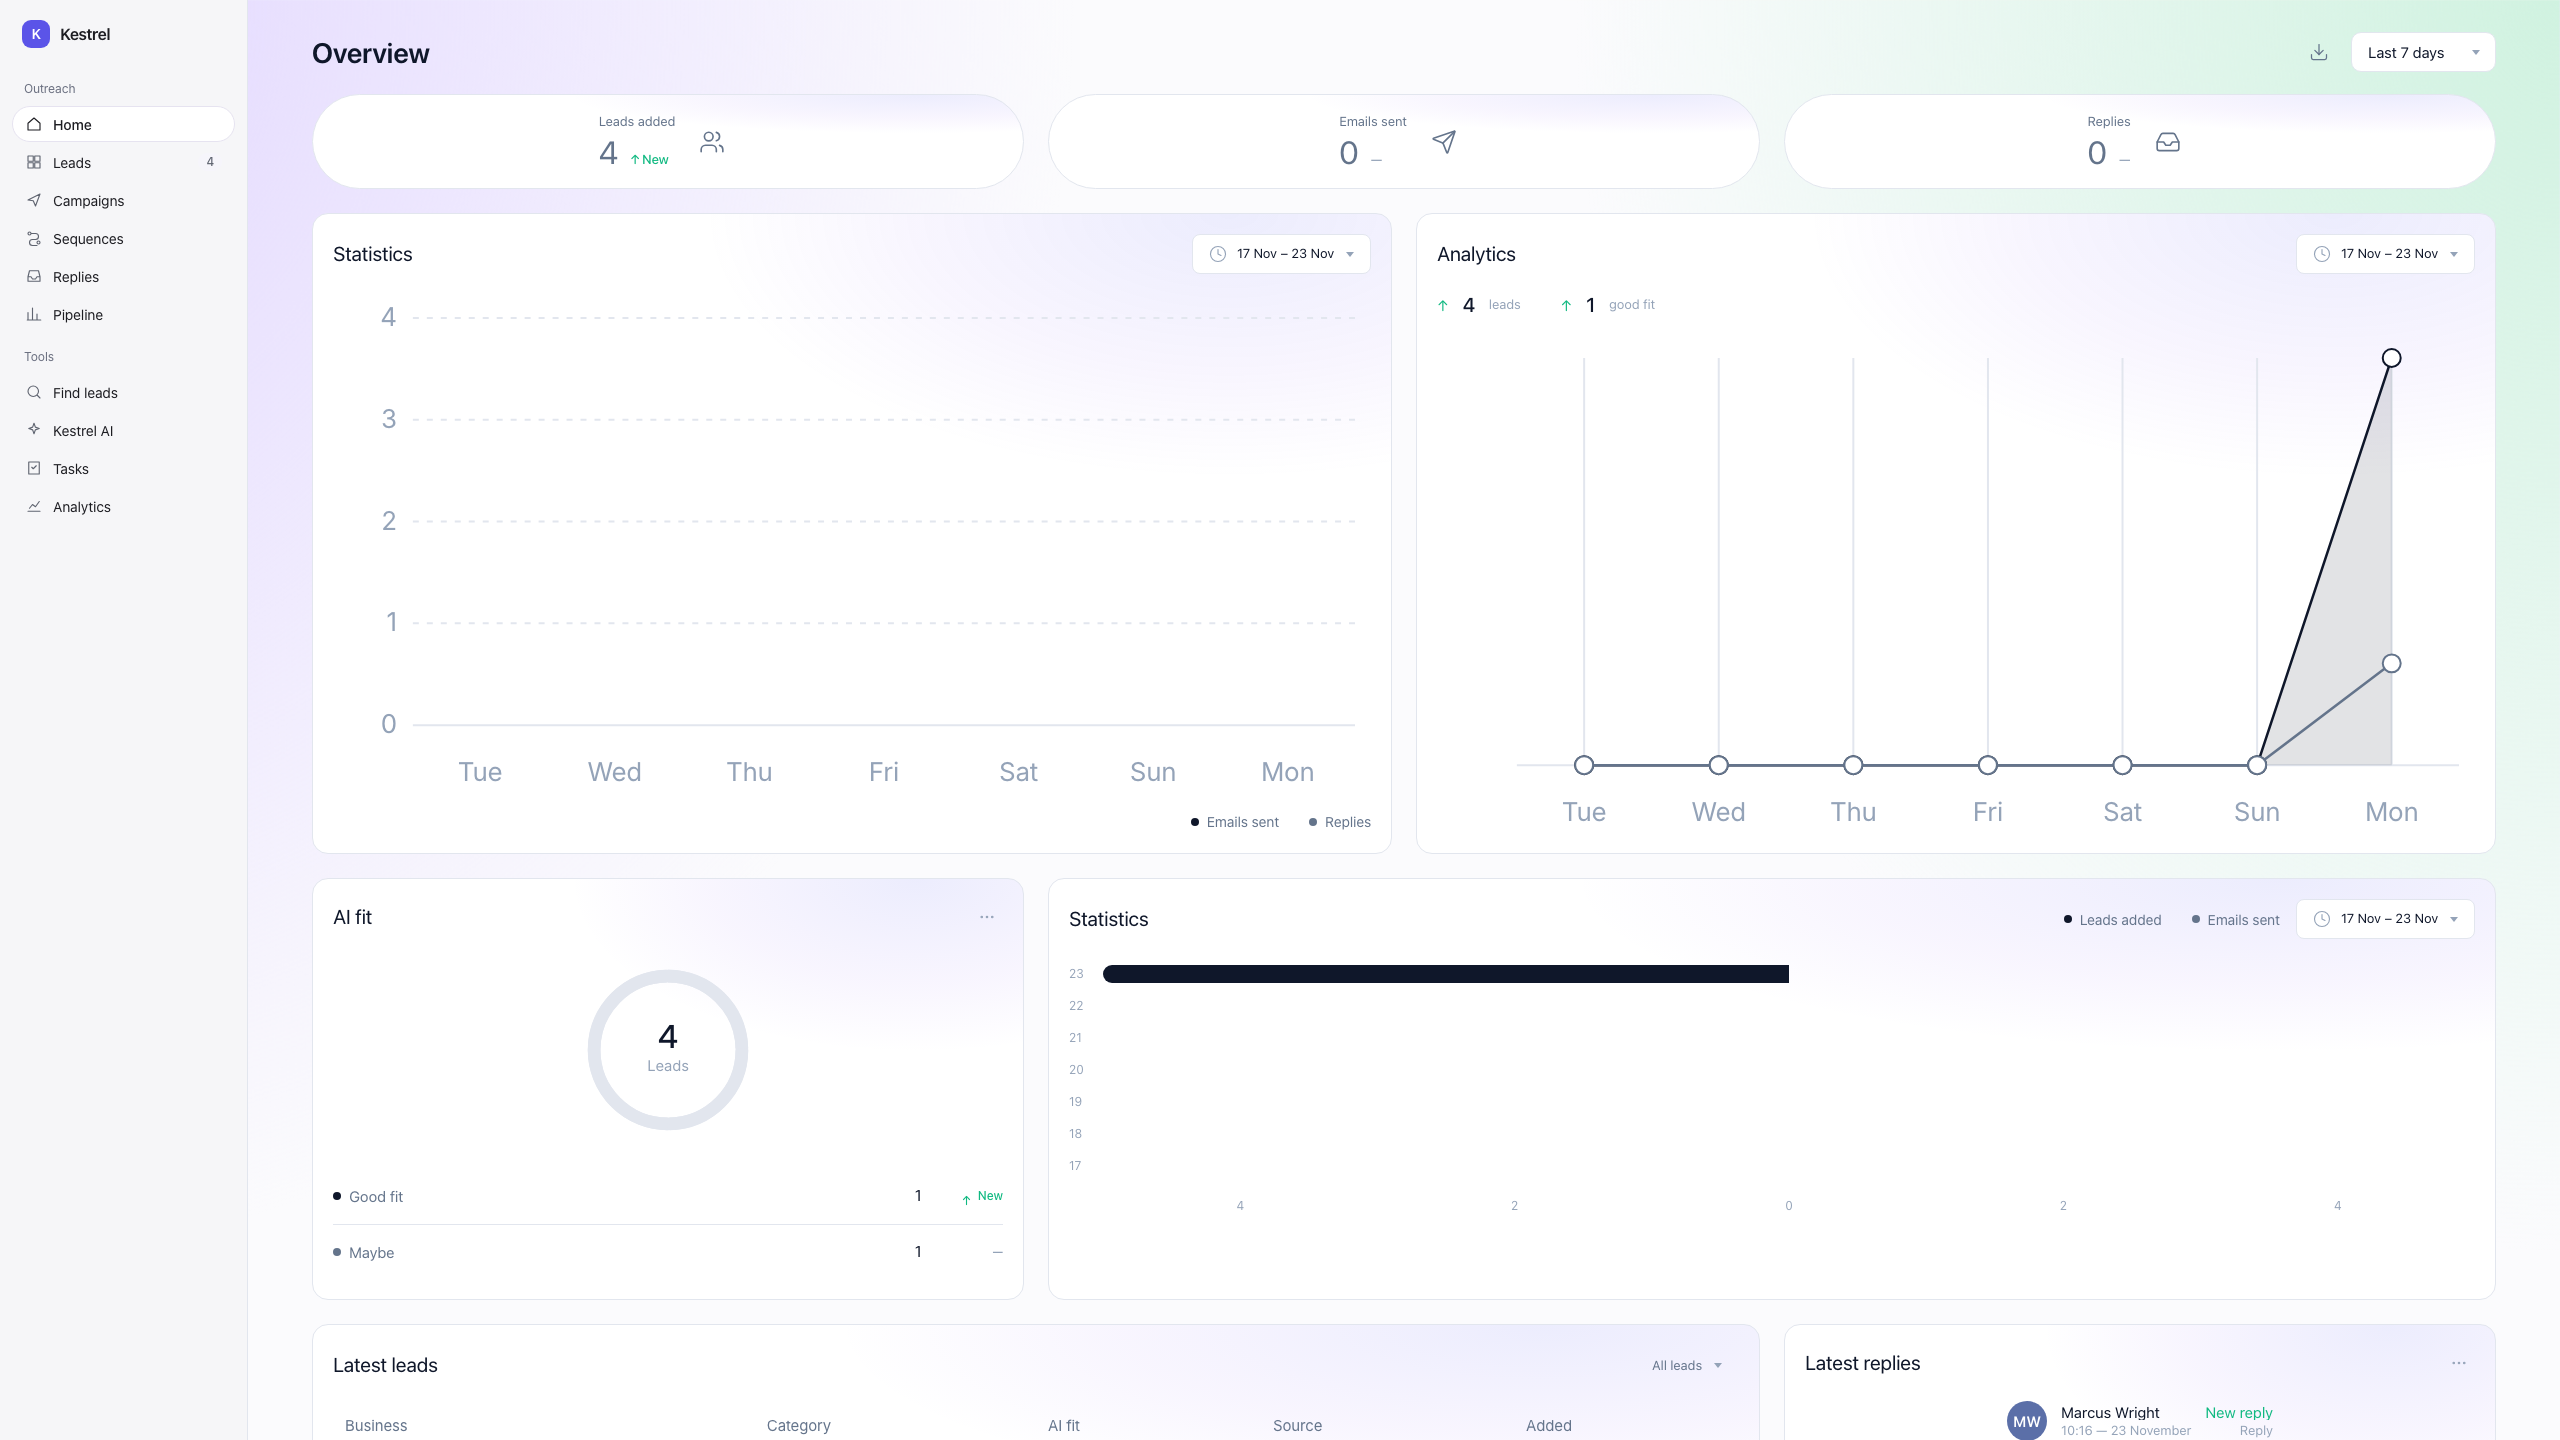 K Kestrel
Outreach
Home
Leads 4
Campaigns
Sequences
Replies
Pipeline
Tools
Find leads
Kestrel AI
Tasks
Analytics
Overview
Last 7 days
Leads added
4 ↑ New
Emails sent
0 –
Replies
0 –
Statistics
17 Nov – 23 Nov
4
3
2
1
0
Tue Wed Thu Fri Sat Sun Mon
Emails sent Replies
Analytics
17 Nov – 23 Nov
↑ 4 leads ↑ 1 good fit
Tue Wed Thu Fri Sat Sun Mon
AI fit ...
4
Leads
Good fit 1 ↑ New
Maybe 1 –
Statistics
Leads added Emails sent 17 Nov – 23 Nov
23
22
21
20
19
18
17
4 2 0 2 4
Latest leads
All leads
Business Category AI fit Source Added
Latest replies ...
MW Marcus Wright New reply
10:16 — 23 November Reply